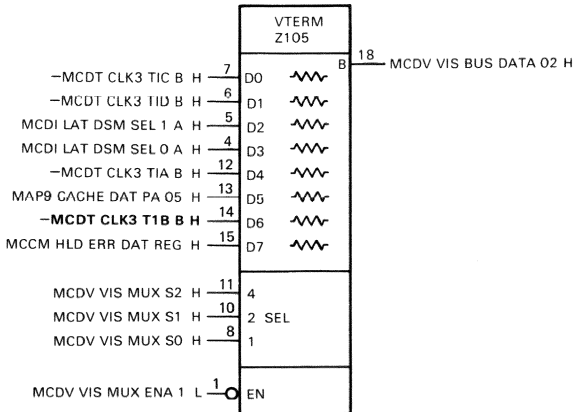 VTERM
Z105
B 18 MCDV VIS BUS DATA 02 H
-MCDT CLK3 TIC B H 7 D0
-MCDT CLK3 TID B H 6 D1
MCDI LAT DSM SEL 1 A H 5 D2
MCDI LAT DSM SEL 0 A H 4 D3
-MCDT CLK3 TIA B H 12 D4
MAP9 CACHE DAT PA 05 H 13 D5
-MCDT CLK3 T1B B H 14 D6
MCCM HLD ERR DAT REG H 15 D7
MCDV VIS MUX S2 H 11 4
MCDV VIS MUX S1 H 10 2 SEL
MCDV VIS MUX S0 H 8 1
MCDV VIS MUX ENA 1 L 1 EN